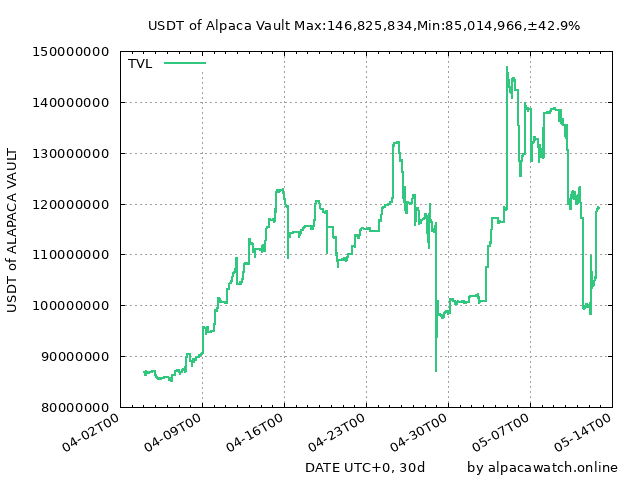 USDT of Alpaca Vault Max:146,825,834,Min:85,014,966,±42.9%
150000000
TVL
140000000
130000000
120000000
110000000
100000000
90000000
80000000
USDT of ALAPACA VAULT
04-02T00
04-09T00
04-16T00
04-23T00
04-30T00
05-07T00
05-14T00
DATE UTC+0, 30d
by alpacawatch.online